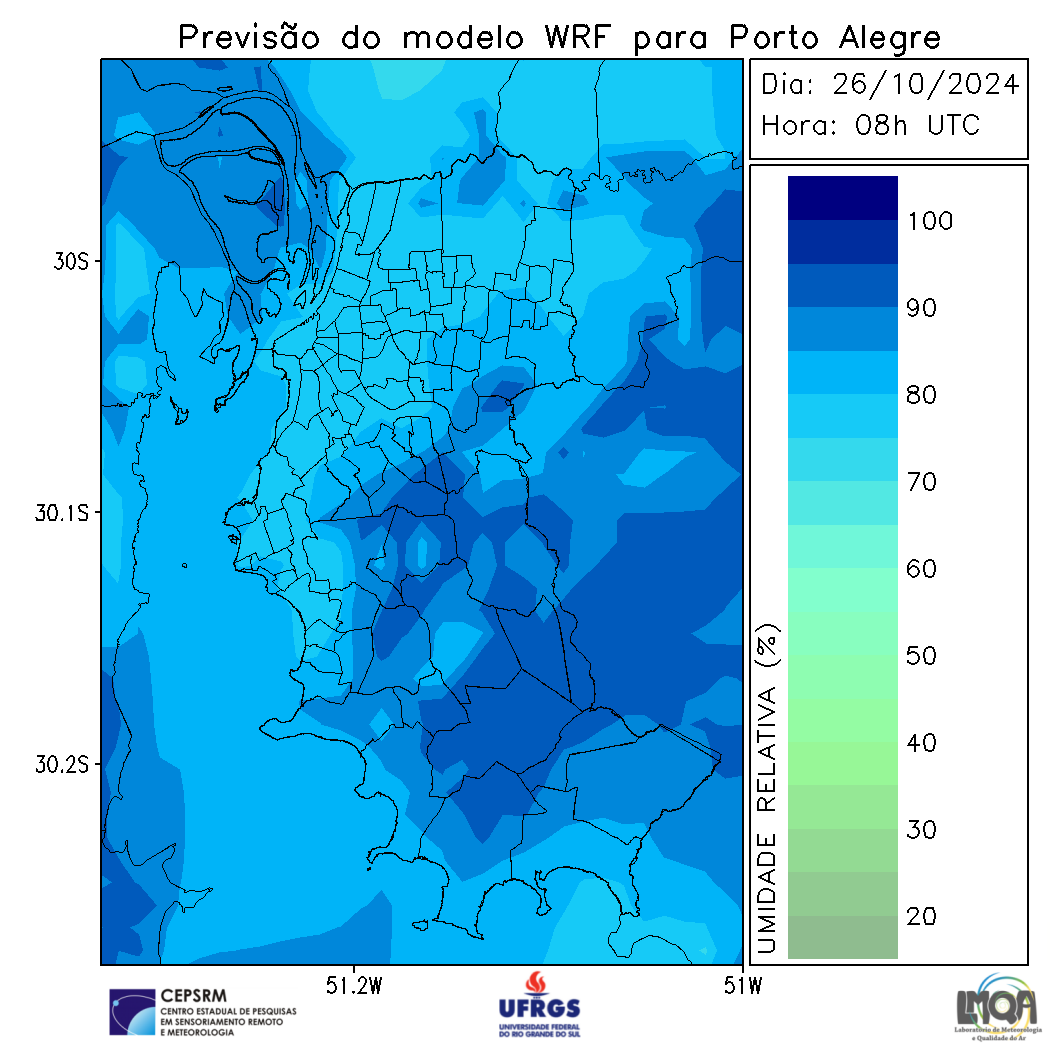 Previsão do modelo WRF para Porto Alegre
Dia: 26/10/2024
Hora: 08h UTC
100
90
80
70
60
50
40
30
20
UMIDADE RELATIVA (%)
30S
30.1S
30.2S
51.2W
51W
CEPSRM
CENTRO ESTADUAL DE PESQUISAS
EM SENSORIAMENTO REMOTO
E METEOROLOGIA
UFRGS
UNIVERSIDADE FEDERAL
DO RIO GRANDE DO SUL
LMQA
Laboratório de Meteorologia
e Qualidade do Ar